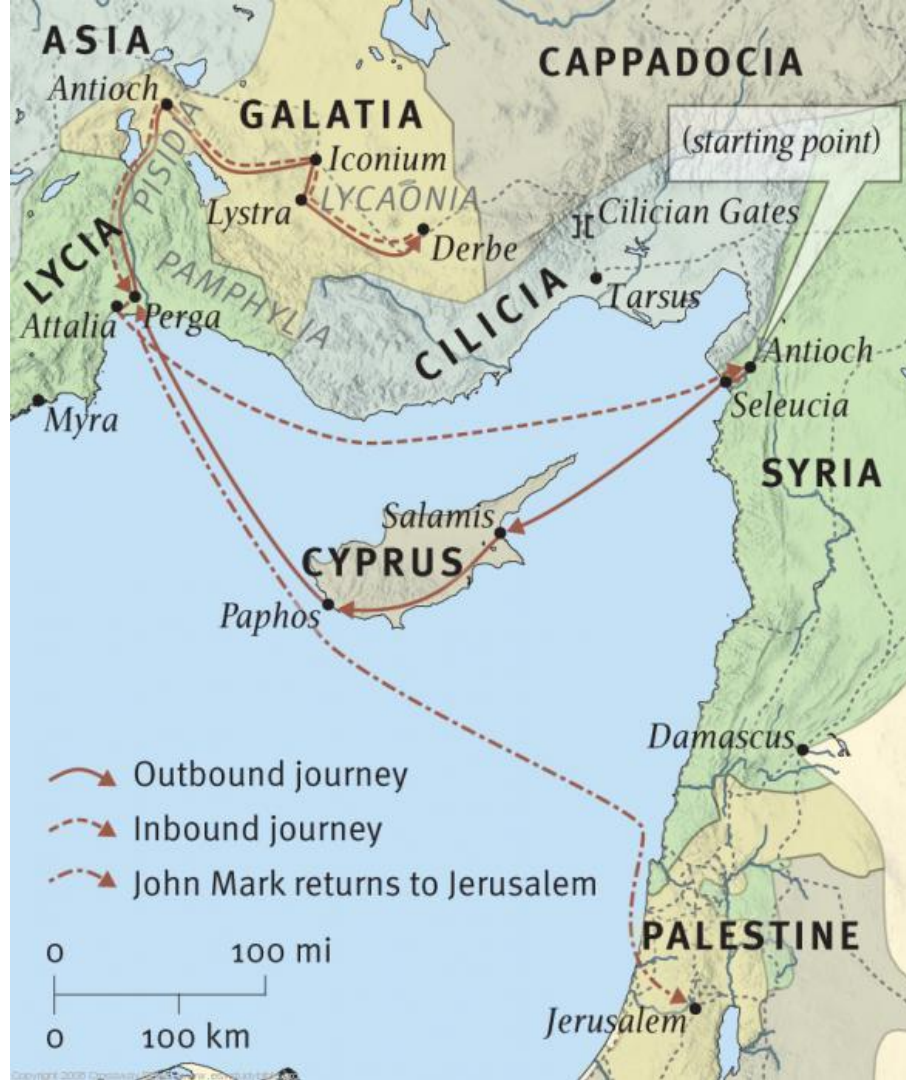 ASIA
CAPPADOCIA
Antioch
GALATIA
(starting point)
PISIDIA
Iconium
LYCAONIA
Lystra
Cilician Gates
Derbe
LYCIA
PAMPHYLIA
Tarsus
Attalia
Perga
CILICIA
Antioch
Seleucia
Myra
SYRIA
Salamis
CYPRUS
Paphos
Damascus
Outbound journey
Inbound journey
John Mark returns to Jerusalem
PALESTINE
0 100 mi
0 100 km
Jerusalem